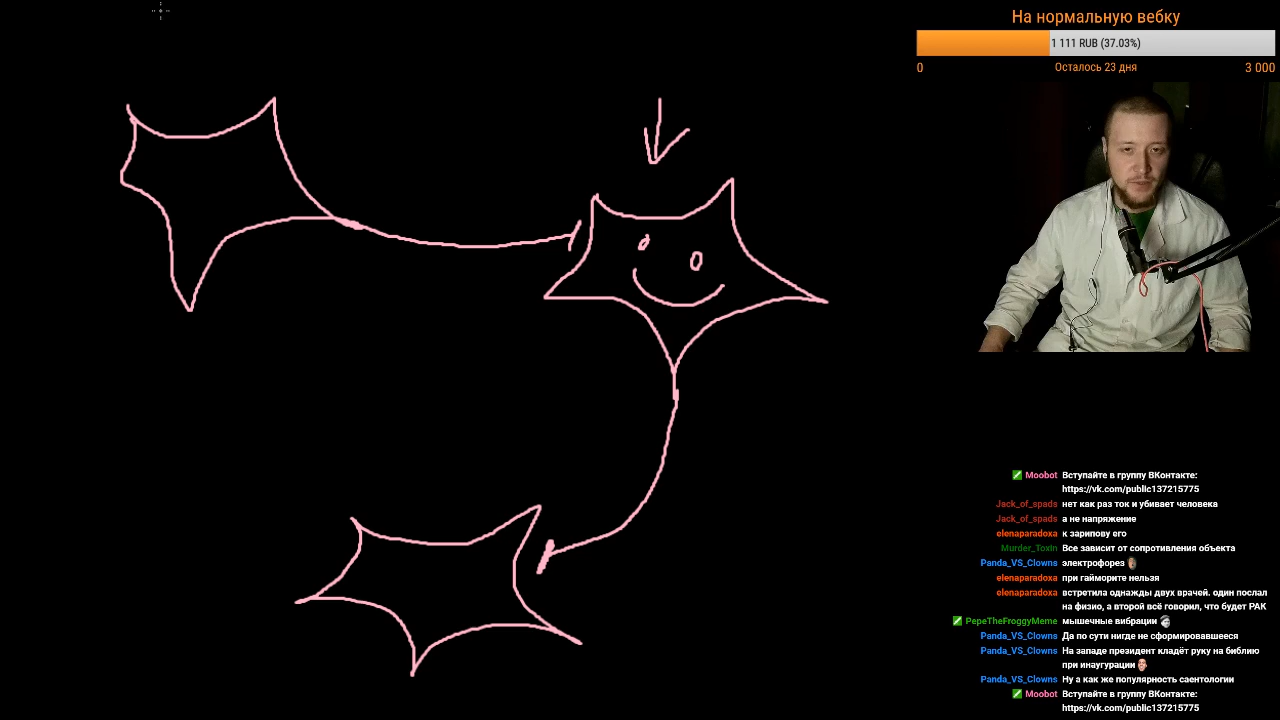 На нормальную вебку
1 111 RUB (37.03%)
0 Осталось 23 дня 3 000
Moobot Вступайте в группу ВКонтакте:
https://vk.com/public137215775
Jack_of_spads нет как раз ток и убивает человека
Jack_of_spads а не напряжение
elenaparadoxa к зарипову его
Murder_Toxin Все зависит от сопротивления объекта
Panda_VS_Clowns электрофорез
elenaparadoxa при гайморите нельзя
elenaparadoxa встретила однажды двух врачей. один послал
на физио, а второй всё говорил, что будет РАК
PepeTheFroggyMeme мышечные вибрации
Panda_VS_Clowns Да по сути нигде не сформировавшееся
Panda_VS_Clowns На западе президент кладёт руку на библию
при инаугурации
Panda_VS_Clowns Ну а как же популярность саентологии
Moobot Вступайте в группу ВКонтакте:
https://vk.com/public137215775